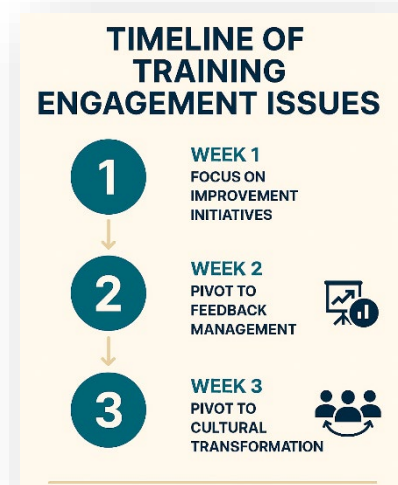 TIMELINE OF
TRAINING
ENGAGEMENT ISSUES
1
WEEK 1
FOCUS ON
IMPROVEMENT
INITIATIVES
2
WEEK 2
PIVOT TO
FEEDBACK
MANAGEMENT
3
WEEK 3
PIVOT TO
CULTURAL
TRANSFORMATION